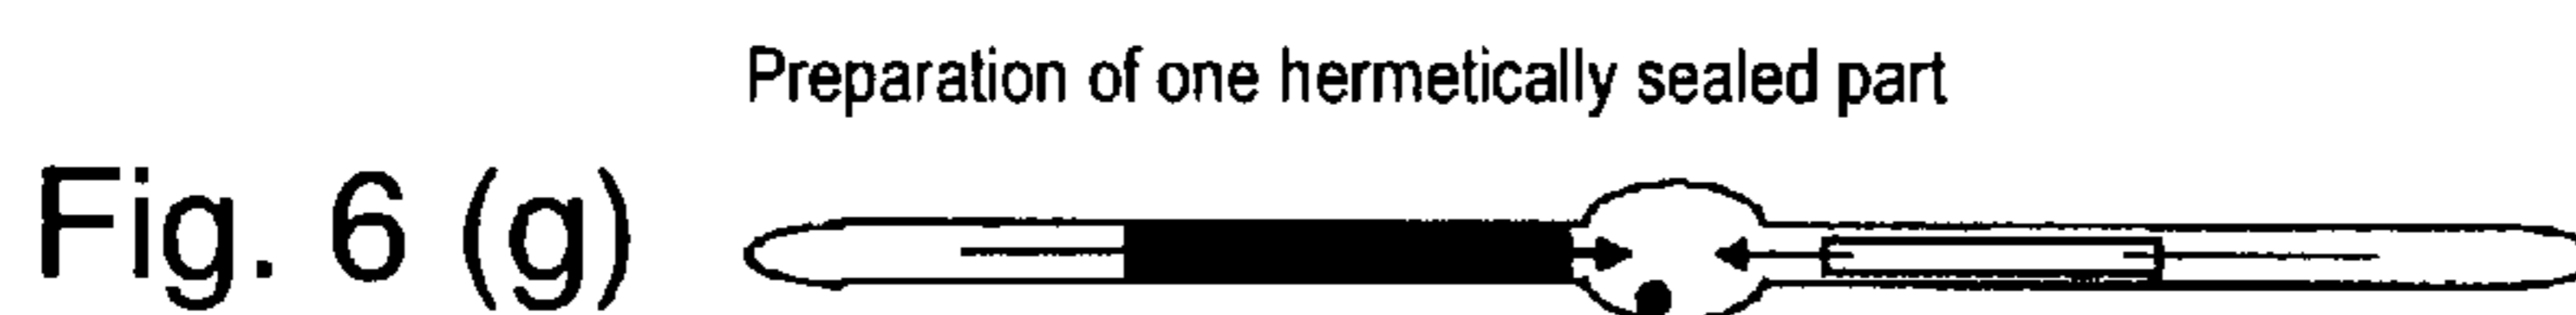 Preparation of one hermetically sealed part
Fig. 6 (g)